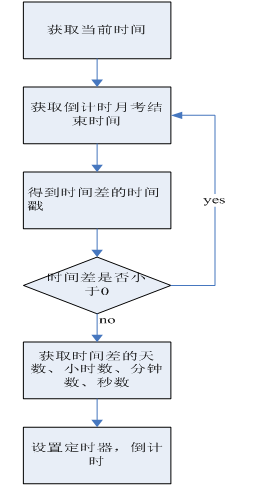 获取当前时间
获取倒计时月考结
束时间
得到时间差的时间
戳
yes
时间差是否小
于0
no
获取时间差的天
数、小时数、分钟
数、秒数
设置定时器，倒计
时